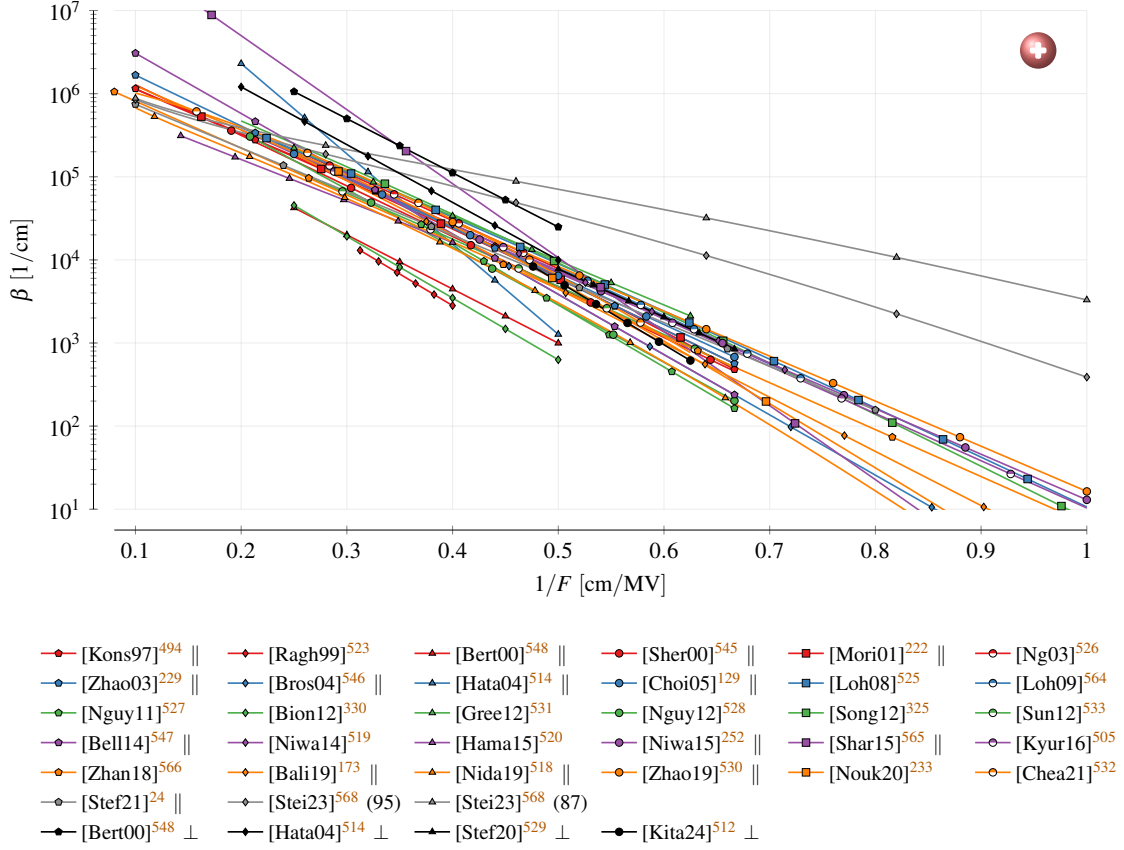 10^7
10^6
10^5
10^4
10^3
10^2
10^1
β [1/cm]
0.1 0.2 0.3 0.4 0.5 0.6 0.7 0.8 0.9 1
1/F [cm/MV]
[Kons97]^494 ∥ [Ragh99]^523 [Bert00]^548 ∥ [Sher00]^545 ∥ [Mori01]^222 ∥ [Ng03]^526
[Zhao03]^229 ∥ [Bros04]^546 ∥ [Hata04]^514 ∥ [Choi05]^129 ∥ [Loh08]^525 [Loh09]^564
[Nguy11]^527 [Bion12]^330 [Gree12]^531 [Nguy12]^528 [Song12]^325 [Sun12]^533
[Bell14]^547 ∥ [Niwa14]^519 [Hama15]^520 [Niwa15]^252 ∥ [Shar15]^565 ∥ [Kyur16]^505
[Zhan18]^566 [Bali19]^173 ∥ [Nida19]^518 ∥ [Zhao19]^530 ∥ [Nouk20]^233 [Chea21]^532
[Stef21]^24 ∥ [Stei23]^568 (95) [Stei23]^568 (87)
[Bert00]^548 ⊥ [Hata04]^514 ⊥ [Stef20]^529 ⊥ [Kita24]^512 ⊥